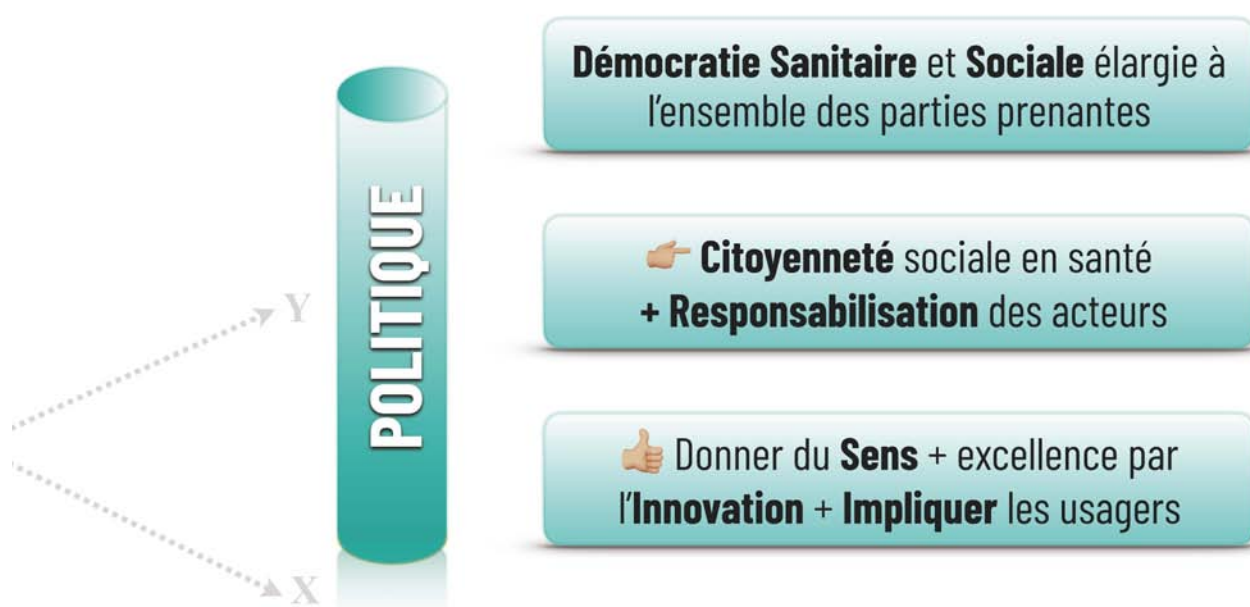 Démocratie Sanitaire et Sociale élargie à
l'ensemble des parties prenantes
POLITIQUE
👉🏼 Citoyenneté sociale en santé
+ Responsabilisation des acteurs
Y
👍🏼 Donner du Sens + excellence par
l'Innovation + Impliquer les usagers
X